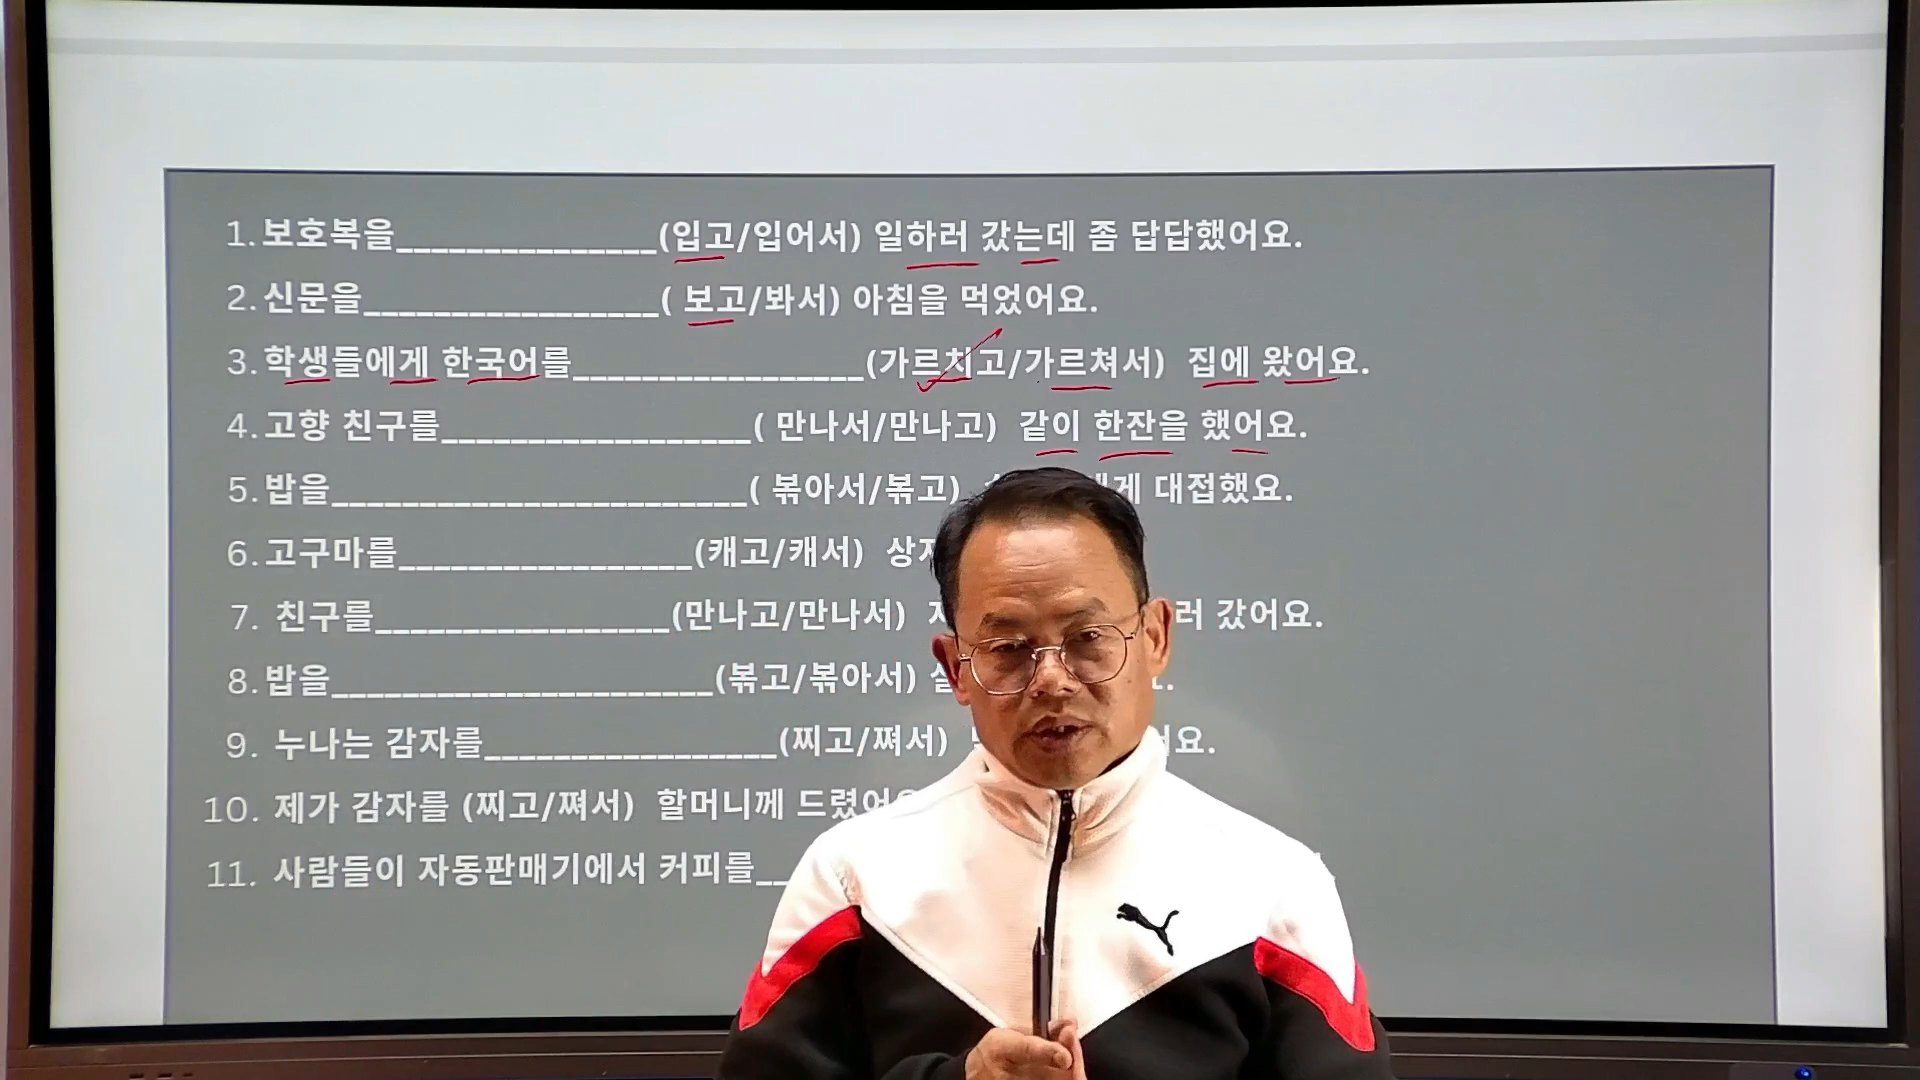 1. 보호복을_______________(입고/입어서) 일하러 갔는데 좀 답답했어요.
2. 신문을_________________( 보고/봐서) 아침을 먹었어요.
3. 학생들에게 한국어를_________________(가르치고/가르쳐서) 집에 왔어요.
4. 고향 친구를__________________( 만나서/만나고) 같이 한잔을 했어요.
5. 밥을________________________( 볶아서/볶고) 대접했요.
6. 고구마를_________________(캐고/캐서)
7. 친구를_________________(만나고/만나서) 갔어요.
8. 밥을______________________(볶고/볶아서)
9. 누나는 감자를_________________(찌고/쪄서)
10. 제가 감자를 (찌고/쪄서) 할머니께
11. 사람들이 자동판매기에서 커피를__